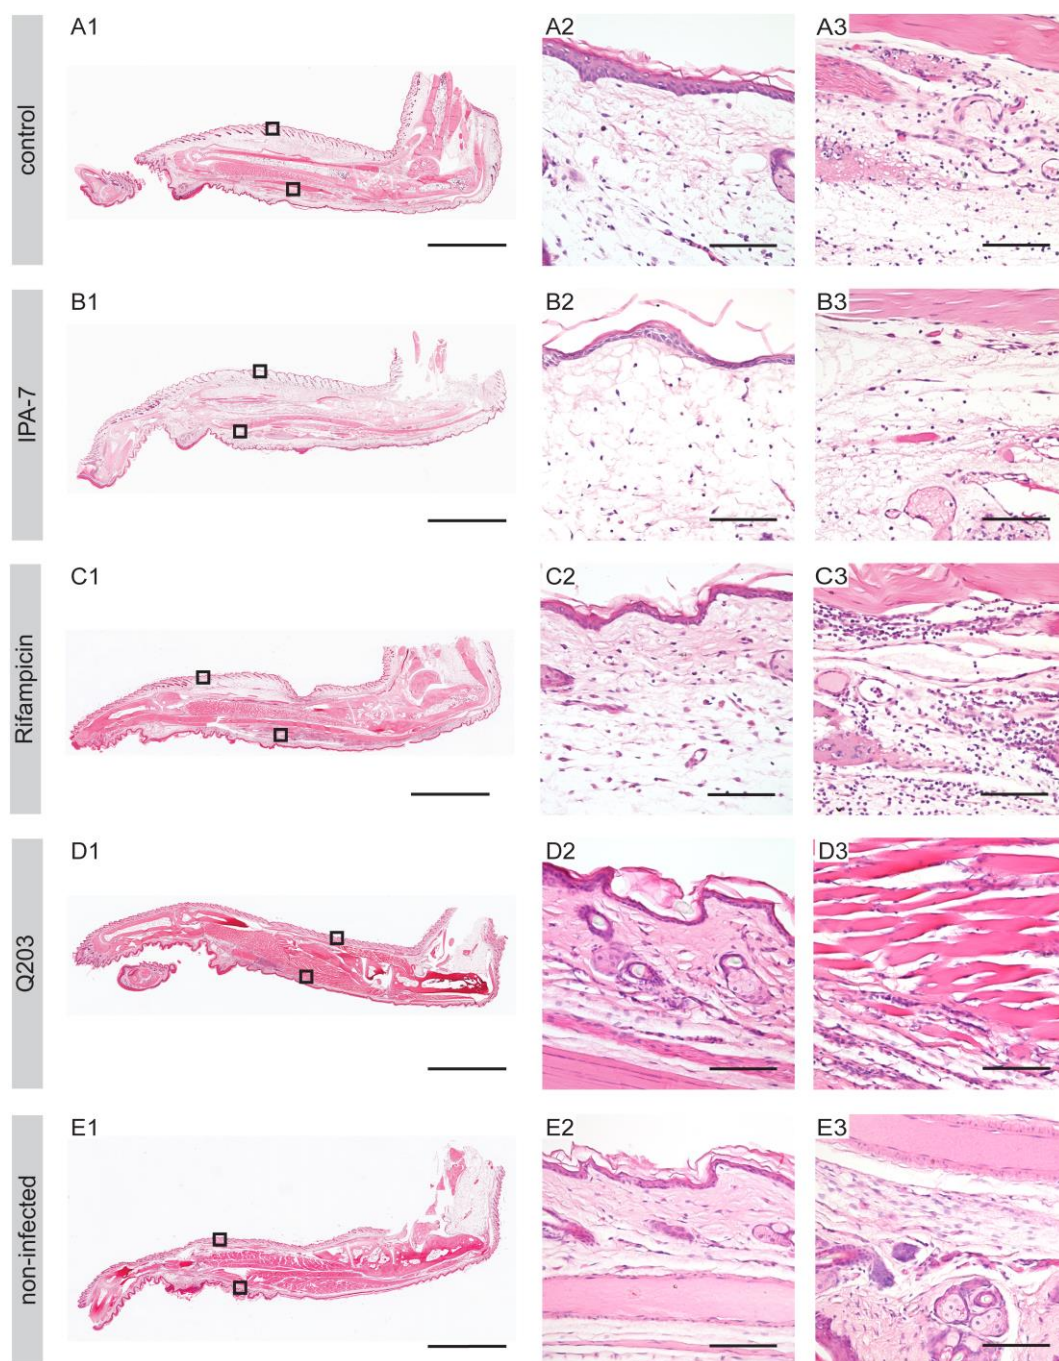 control
A1
A2
A3
IPA-7
B1
B2
B3
Rifampicin
C1
C2
C3
Q203
D1
D2
D3
non-infected
E1
E2
E3